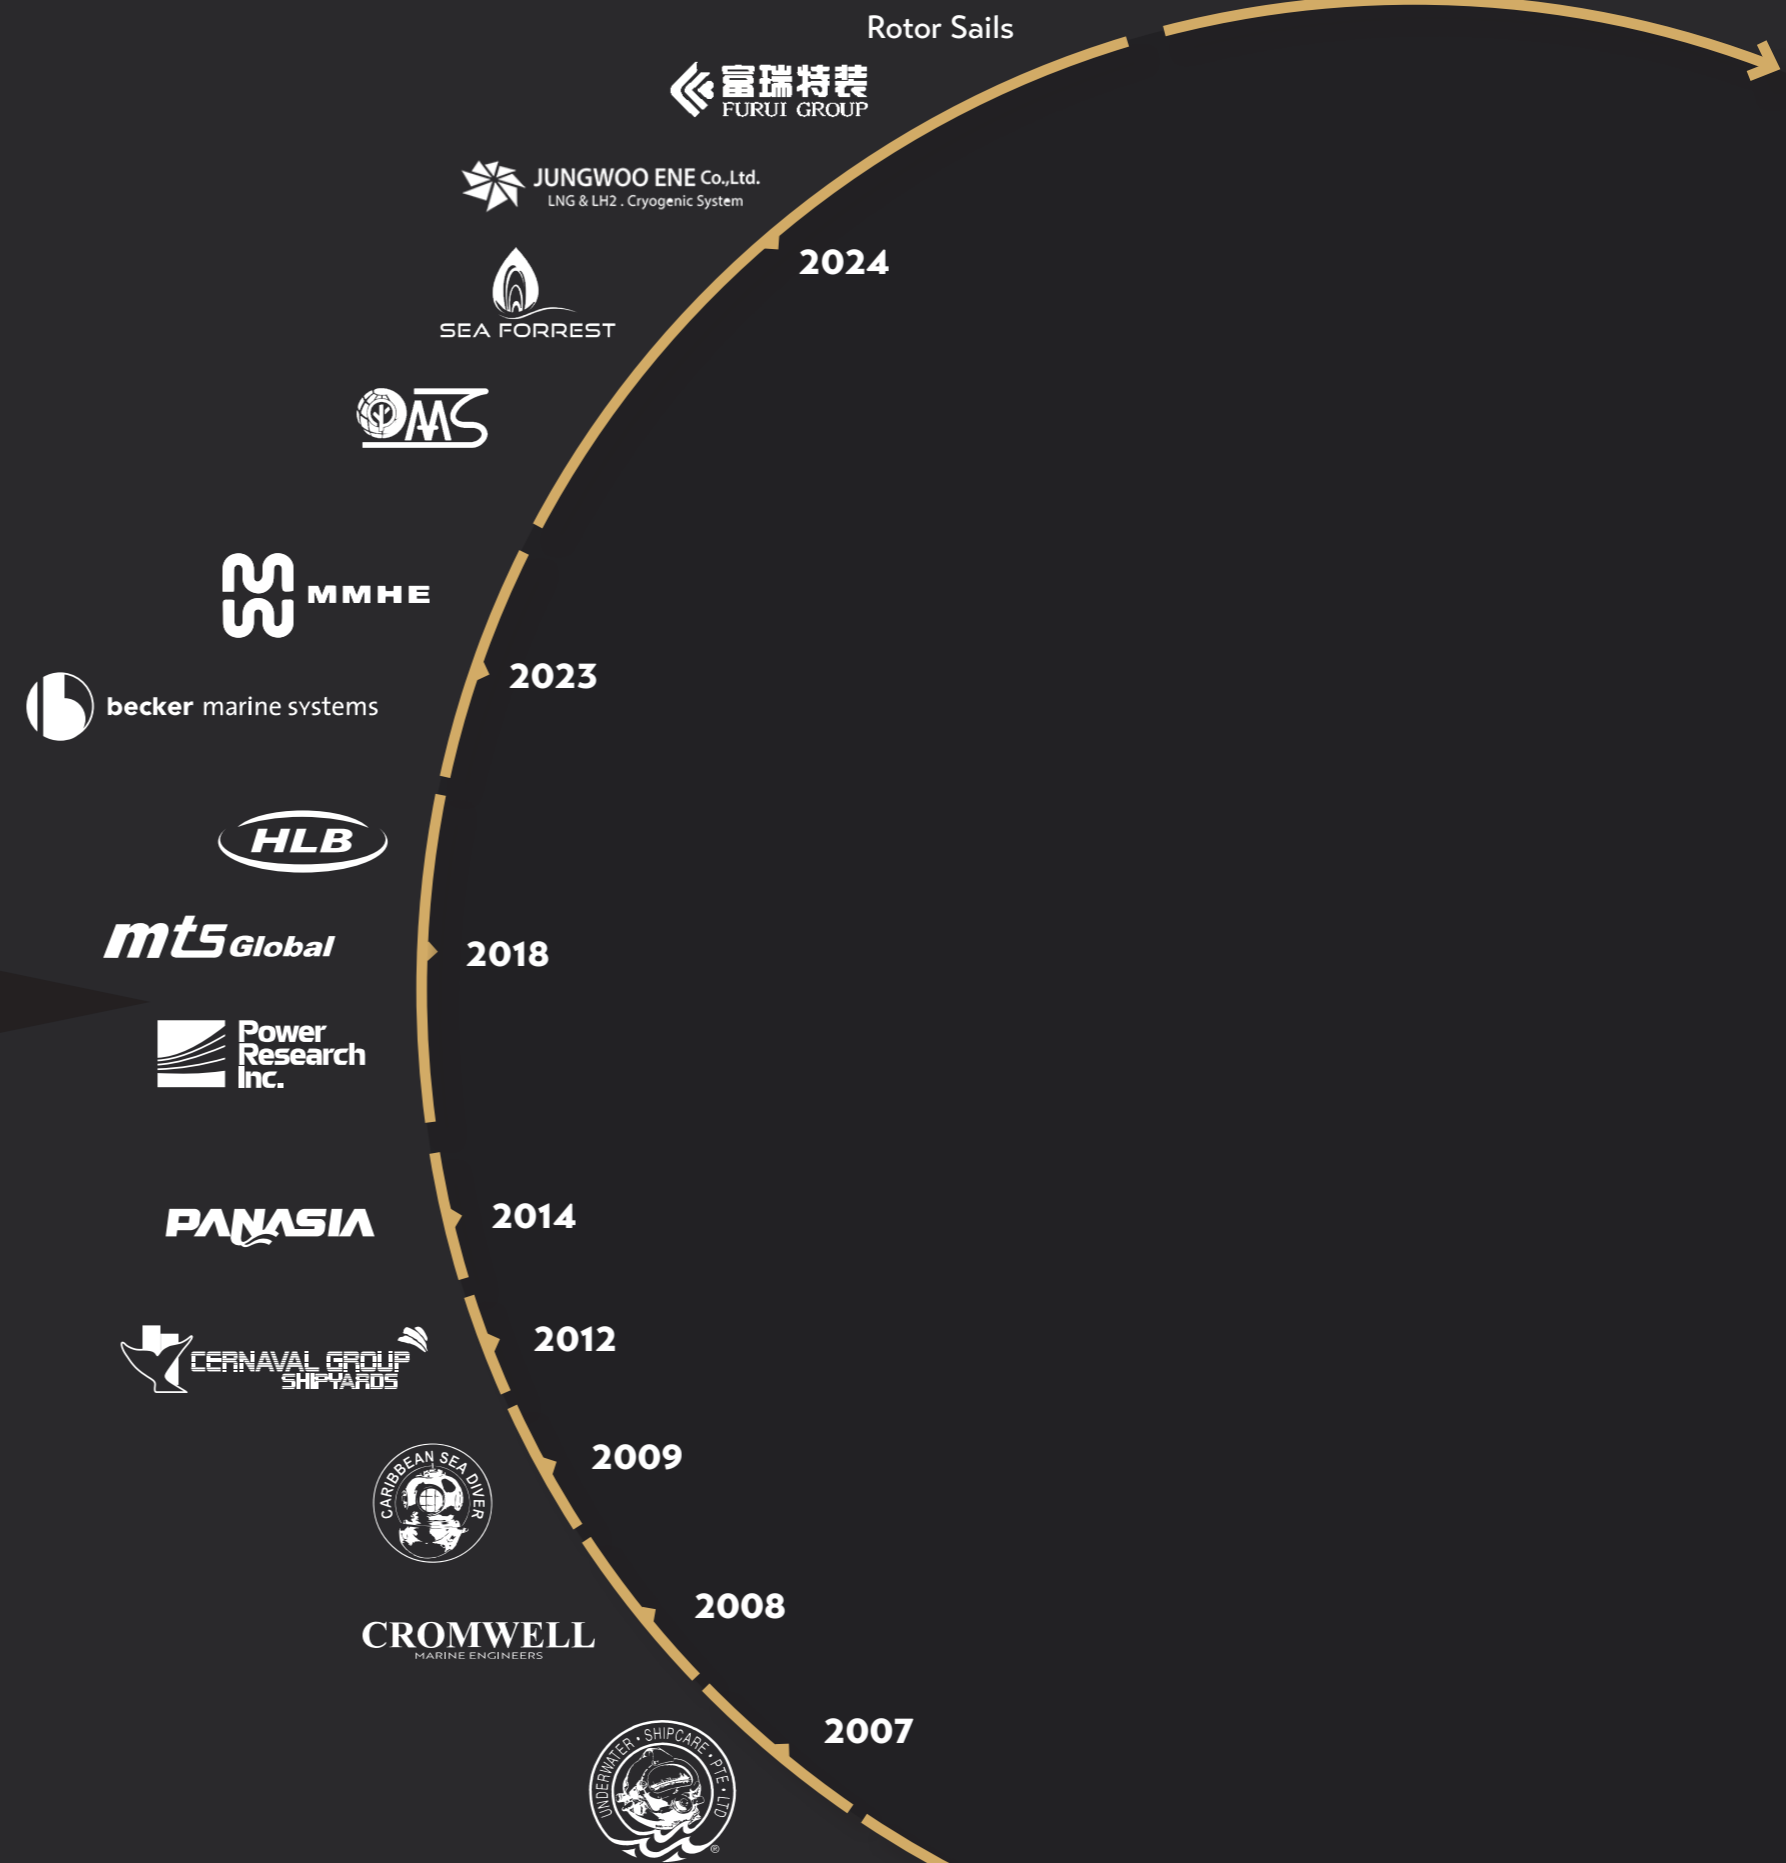 Rotor Sails
富瑞特装
FURUI GROUP
JUNGWOO ENE Co.,Ltd.
LNG & LH2 . Cryogenic System
2024
SEA FORREST
OMS
MMHE
2023
becker marine systems
HLB
mts Global
2018
Power
Research
Inc.
PANASIA
2014
2012
CERNAVAL GROUP
SHIPYARDS
2009
CARIBBEAN SEA DIVER
2008
CROMWELL
MARINE ENGINEERS
2007
UNDERWATER • SHIPCARE • PTE • LTD
®